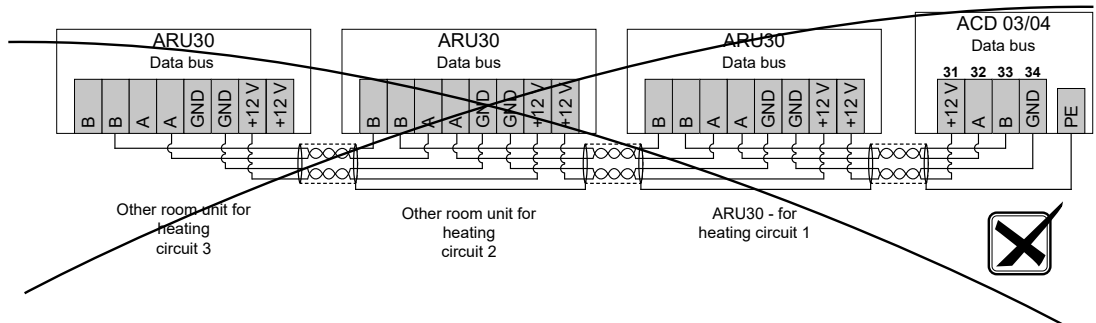 ARU30
Data bus
B B A A GND GND +12 V +12 V
ARU30
Data bus
B B A A GND GND +12 V +12 V
ARU30
Data bus
B B A A GND GND +12 V +12 V
ACD 03/04
Data bus
31 32 33 34
+12 V A B GND
PE
Other room unit for
heating
circuit 3
Other room unit for
heating
circuit 2
ARU30 - for
heating circuit 1